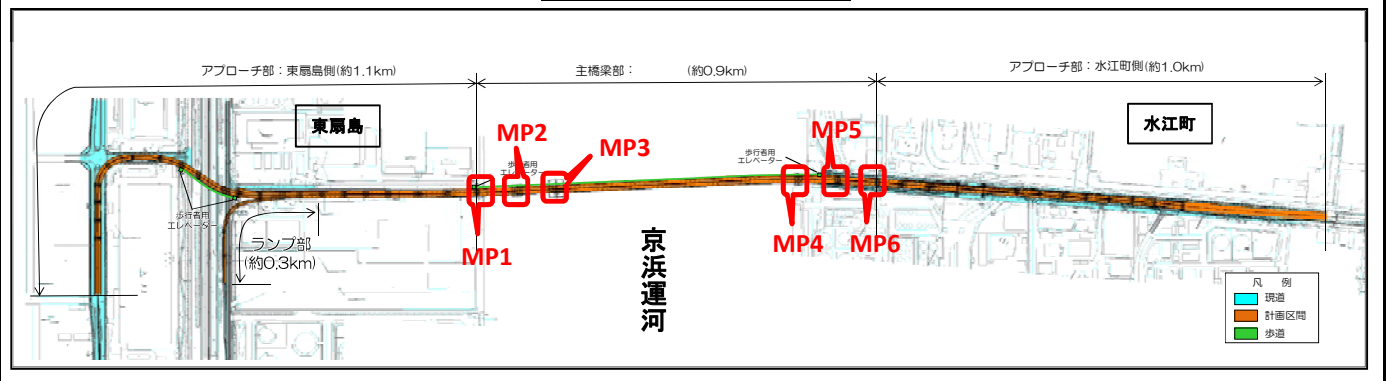 アプローチ部：東扇島側(約1.1km)
主橋梁部：　　(約0.9km)
アプローチ部：水江町側(約1.0km)
東扇島
水江町
MP2
MP3
MP5
歩行者用
エレベーター
歩行者用
エレベーター
歩行者用
エレベーター
ランプ部
(約0.3km)
MP1
MP4
MP6
京浜運河
凡　例
現道
計画区間
歩道